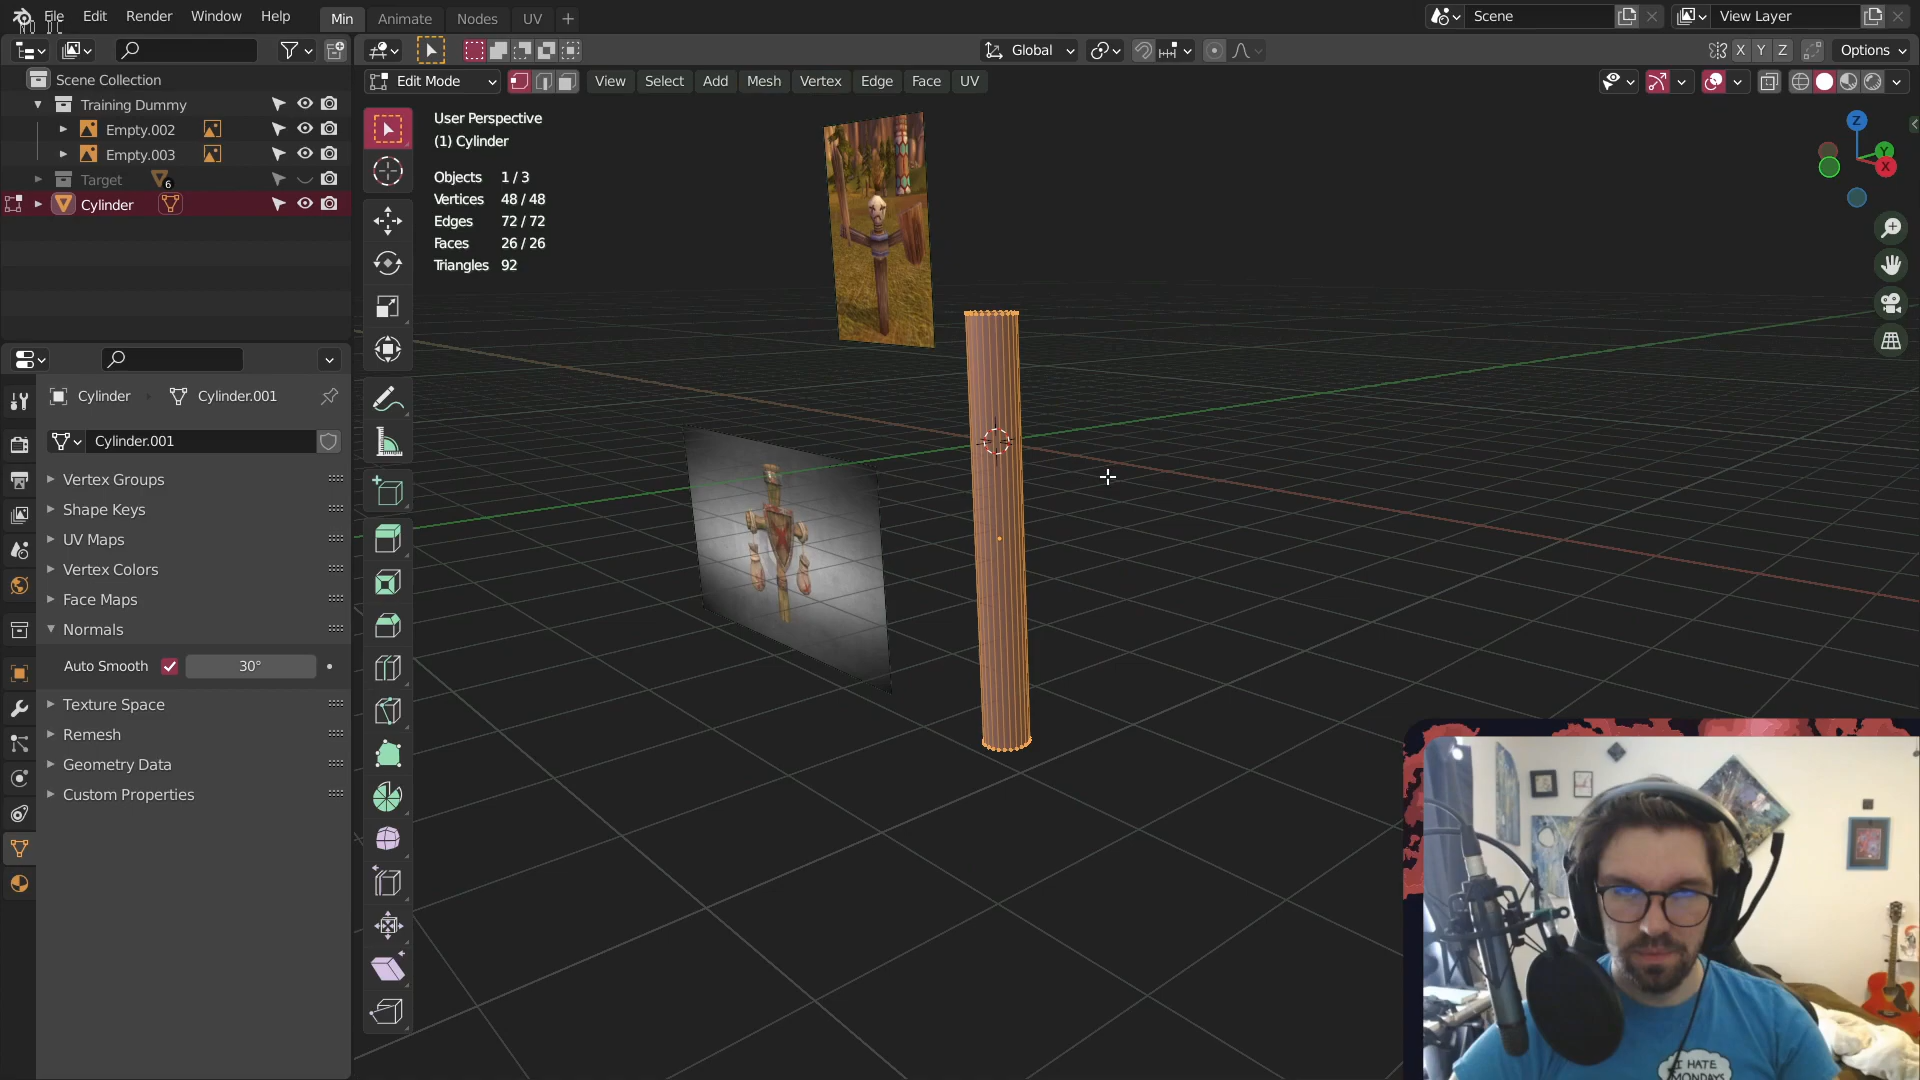 File Edit Render Window Help
Min Animate Nodes UV +
Scene
View Layer
Global
X Y Z Options
Scene Collection
Training Dummy
Empty.002
Empty.003
Target 6
Cylinder
Edit Mode View Select Add Mesh Vertex Edge Face UV
User Perspective
(1) Cylinder
Objects 1 / 3
Vertices 48 / 48
Edges 72 / 72
Faces 26 / 26
Triangles 92
Z
Y
X
Cylinder Cylinder.001
Cylinder.001
Vertex Groups
Shape Keys
UV Maps
Vertex Colors
Face Maps
Normals
Auto Smooth 30°
Texture Space
Remesh
Geometry Data
Custom Properties
I HATE
MONDAYS